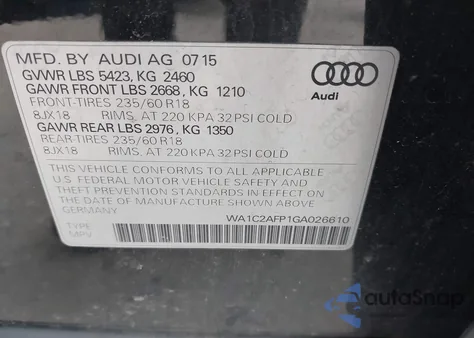 MFD. BY AUDI AG 07 15
GVWR LBS 5423, KG 2460
GAWR FRONT LBS 2668, KG 1210
FRONT-TIRES 235/60 R18
8JX18 RIMS, AT 220 KPA 32 PSI COLD
GAWR REAR LBS 2976, KG 1350
REAR-TIRES 235/60 R18
8JX18 RIMS, AT 220 KPA 32 PSI COLD
Audi
THIS VEHICLE CONFORMS TO ALL APPLICABLE
U.S. FEDERAL MOTOR VEHICLE SAFETY AND
THEFT PREVENTION STANDARDS IN EFFECT ON
THE DATE OF MANUFACTURE SHOWN ABOVE
MADE IN GERMANY
WA1C2AFP1GA026610
TYPE
MPV
autoSnap